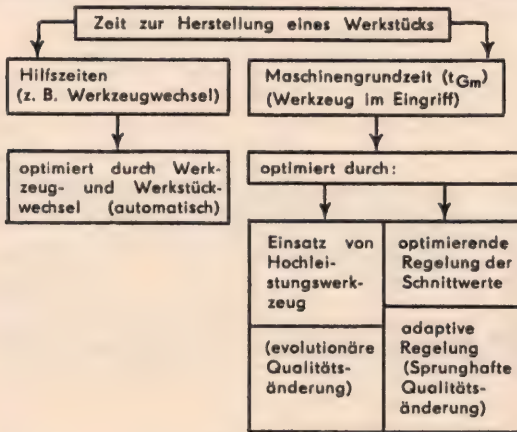 Zeit zur Herstellung eines Werkstücks
Hilfszeiten
(z. B. Werkzeugwechsel)
Maschinengrundzeit (tGm)
(Werkzeug im Eingriff)
optimiert durch Werk-
zeug- und Werkstück-
wechsel (automatisch)
optimiert durch:
Einsatz von
Hochlei-
stungswerk-
zeug
(evolutionäre
Qualitäts-
änderung)
optimierende
Regelung der
Schnittwerte
adaptive
Regelung
(Sprunghafte
Qualitäts-
änderung)